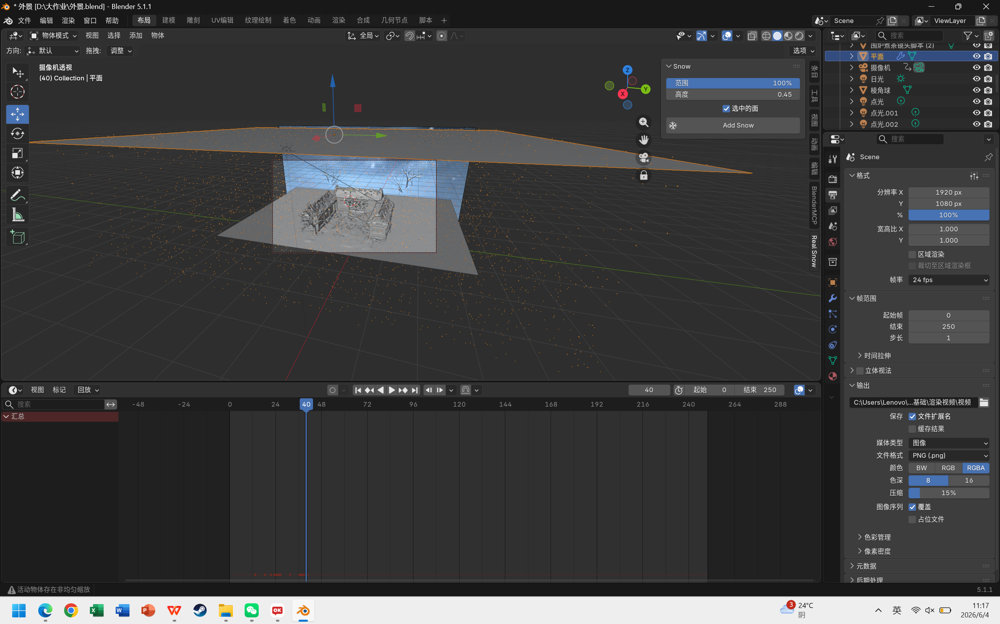 * 外景 [D:\大作业\外景.blend] - Blender 5.1.1
文件 编辑 渲染 窗口 帮助 布局 建模 雕刻 UV编辑 纹理绘制 着色 动画 渲染 合成 几何节点 脚本 + Scene ViewLayer
物体模式 视图 选择 添加 物体 全局
方向: 默认 拖拽: 调整 选项
摄像机透视
(40) Collection | 平面
Z
Y
X
Snow
范围 100%
高度 0.45
选中的面
Add Snow
条目
工具
视图
动画
编辑
BlenderMCP
Real Snow
搜索
围炉煮茶镜头脚本 (2)
平面
摄像机
日光
棱角球
点光
点光.001
点光.002
搜索
Scene
格式
分辨率 X 1920 px
Y 1080 px
% 100%
宽高比 X 1.000
Y 1.000
区域渲染
裁切至区域渲染框
帧率 24 fps
帧范围
起始帧 0
结束 250
步长 1
时间拉伸
立体视法
输出
C:\Users\Lenovo\...基础\渲染视频\视频
保存 文件扩展名
缓存结果
媒体类型 图像
文件格式 PNG (.png)
颜色 BW RGB RGBA
色深 8 16
压缩 15%
图像序列 覆盖
占位文件
色彩管理
像素密度
元数据
后期处理
视图 标记 回放 40 起始 0 结束 250
搜索 -48 -24 0 24 40 48 72 96 120 144 168 192 216 240 264 288
汇总
活动物体存在非均匀缩放 5.1.1
3 24°C
阴
英
11:17
2026/6/4